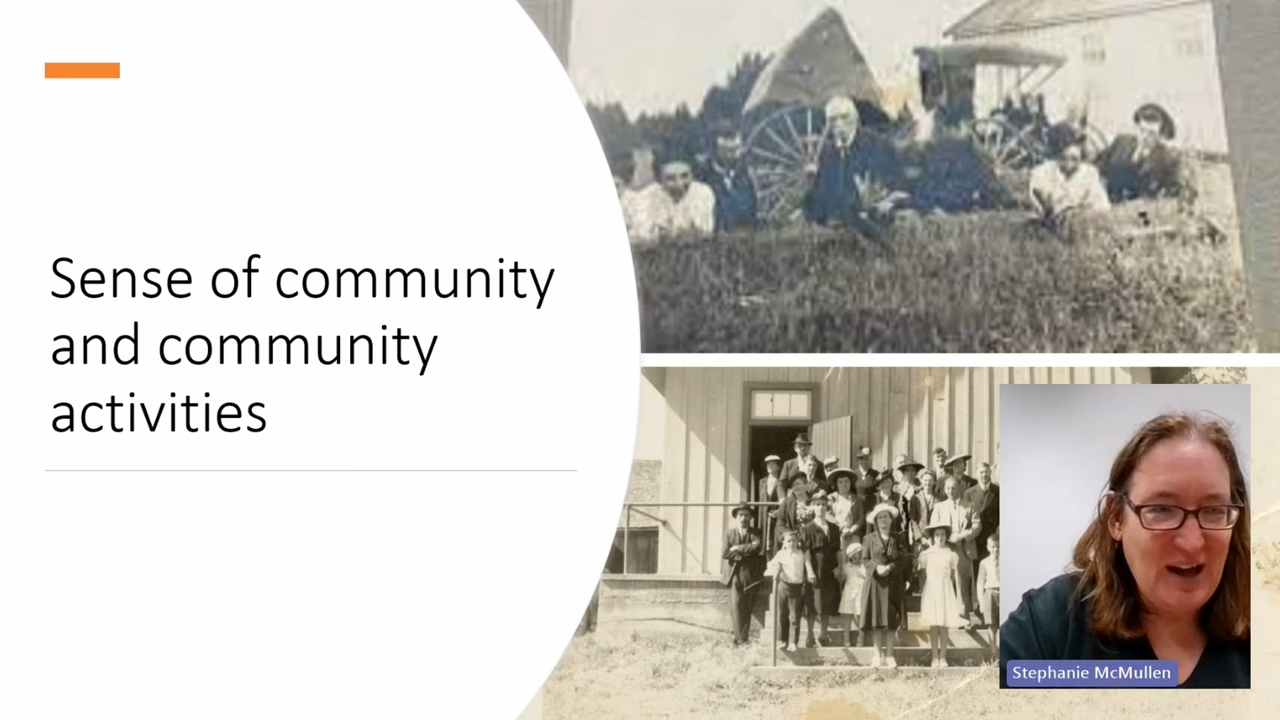 Sense of community
and community
activities
Stephanie McMullen